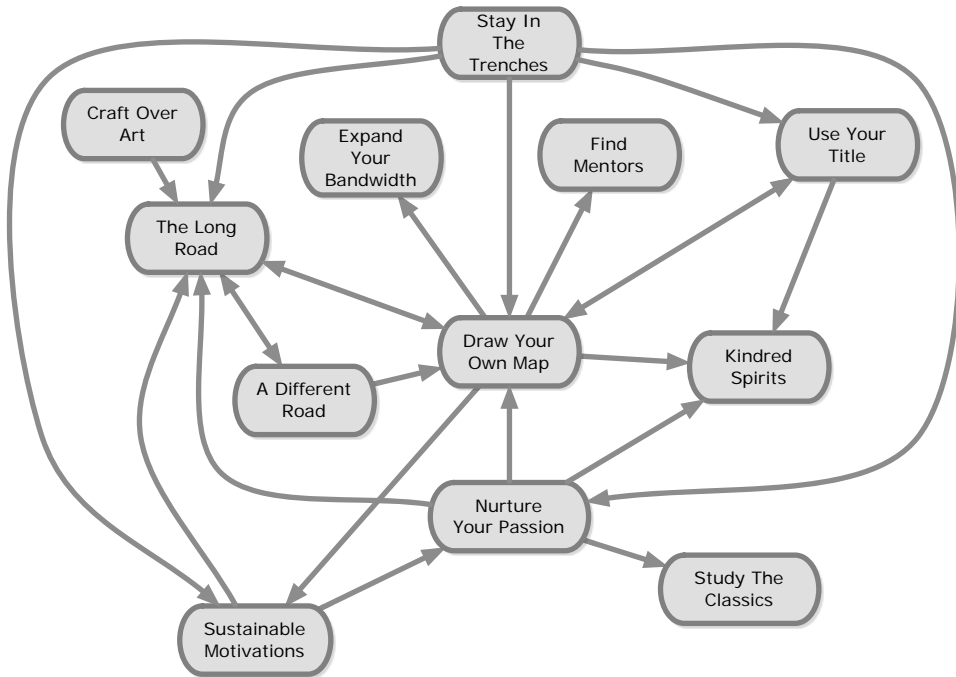 Stay In
The
Trenches
Craft Over
Art
Expand
Your
Bandwidth
Find
Mentors
Use Your
Title
The Long
Road
Draw Your
Own Map
Kindred
Spirits
A Different
Road
Nurture
Your Passion
Study The
Classics
Sustainable
Motivations